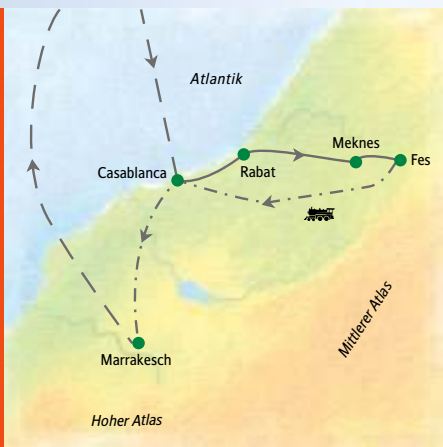 Atlantik
Meknes
Fes
Casablanca
Rabat
Mittlerer Atlas
Marrakesch
Hoher Atlas